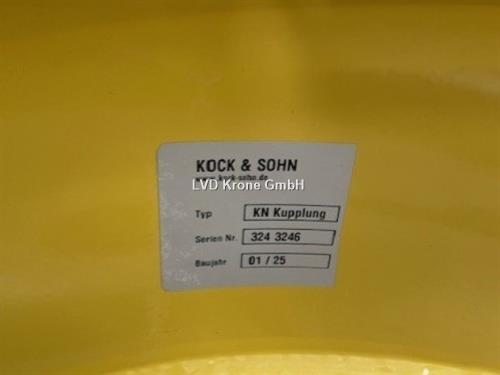 KOCK & SOHN
www.kock-sohn.de
LVD Krone GmbH
Typ KN Kupplung
Serien Nr. 324 3246
Baujahr 01 / 25